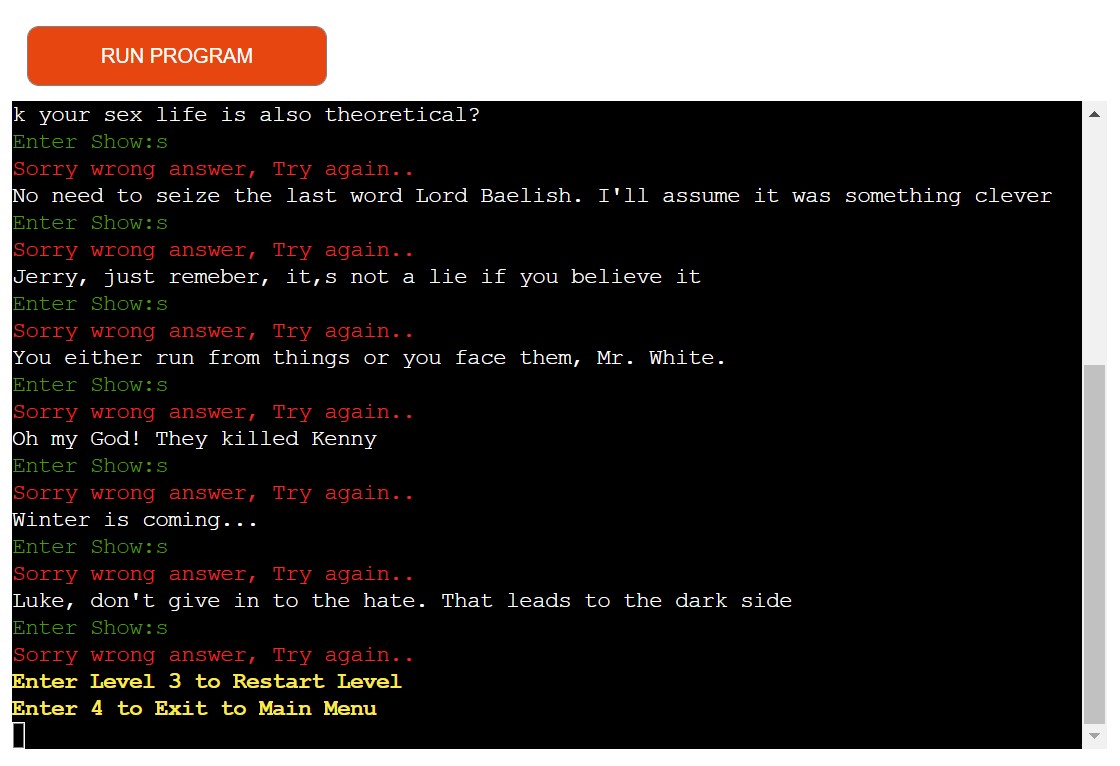 RUN PROGRAM
k your sex life is also theoretical?
Enter Show:s
Sorry wrong answer, Try again..
No need to seize the last word Lord Baelish. I'll assume it was something clever
Enter Show:s
Sorry wrong answer, Try again..
Jerry, just remeber, it,s not a lie if you believe it
Enter Show:s
Sorry wrong answer, Try again..
You either run from things or you face them, Mr. White.
Enter Show:s
Sorry wrong answer, Try again..
Oh my God! They killed Kenny
Enter Show:s
Sorry wrong answer, Try again..
Winter is coming...
Enter Show:s
Sorry wrong answer, Try again..
Luke, don't give in to the hate. That leads to the dark side
Enter Show:s
Sorry wrong answer, Try again..
Enter Level 3 to Restart Level
Enter 4 to Exit to Main Menu